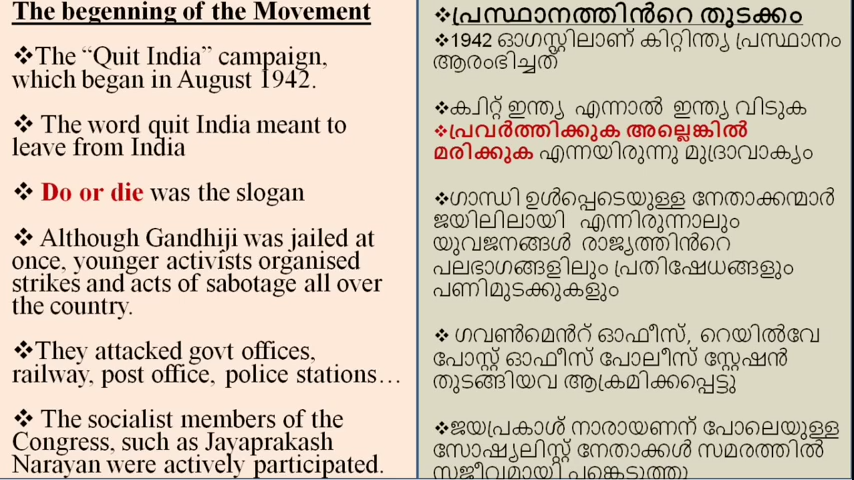 The begenning of the Movement
❖The “Quit India” campaign,
which began in August 1942.
❖ The word quit India meant to
leave from India
❖ Do or die was the slogan
❖ Although Gandhiji was jailed at
once, younger activists organised
strikes and acts of sabotage all over
the country.
❖They attacked govt offices,
railway, post office, police stations…
❖ The socialist members of the
Congress, such as Jayaprakash
Narayan were actively participated.
❖പ്രസ്ഥാനത്തിൻറെ തുടക്കം
❖1942 ഓഗസ്റ്റിലാണ് കിറ്റിന്ത്യ പ്രസ്ഥാനം
ആരംഭിച്ചത്
❖ക്വിറ്റ് ഇന്ത്യ എന്നാൽ ഇന്ത്യ വിടുക
❖പ്രവർത്തിക്കുക അല്ലെങ്കിൽ
മരിക്കുക എന്നയിരുന്നു മുദ്രാവാക്യം
❖ഗാന്ധി ഉൾപ്പെടെയുള്ള നേതാക്കന്മാർ
ജയിലിലായി എന്നിരുന്നാലും
യുവജനങ്ങൾ രാജ്യത്തിൻറെ
പലഭാഗങ്ങളിലും പ്രതിഷേധങ്ങളും
പണിമുടക്കുകളും
❖ ഗവൺമെൻറ് ഓഫീസ്, റെയിൽവേ
പോസ്റ്റ് ഓഫീസ് പോലീസ് സ്റ്റേഷൻ
തുടങ്ങിയവ ആക്രമിക്കപ്പെട്ടു
❖ജയപ്രകാശ് നാരായണന് പോലെയുള്ള
സോഷ്യലിസ്റ്റ് നേതാക്കൾ സമരത്തിൽ
സജീവമായി പങ്കെടുത്തു